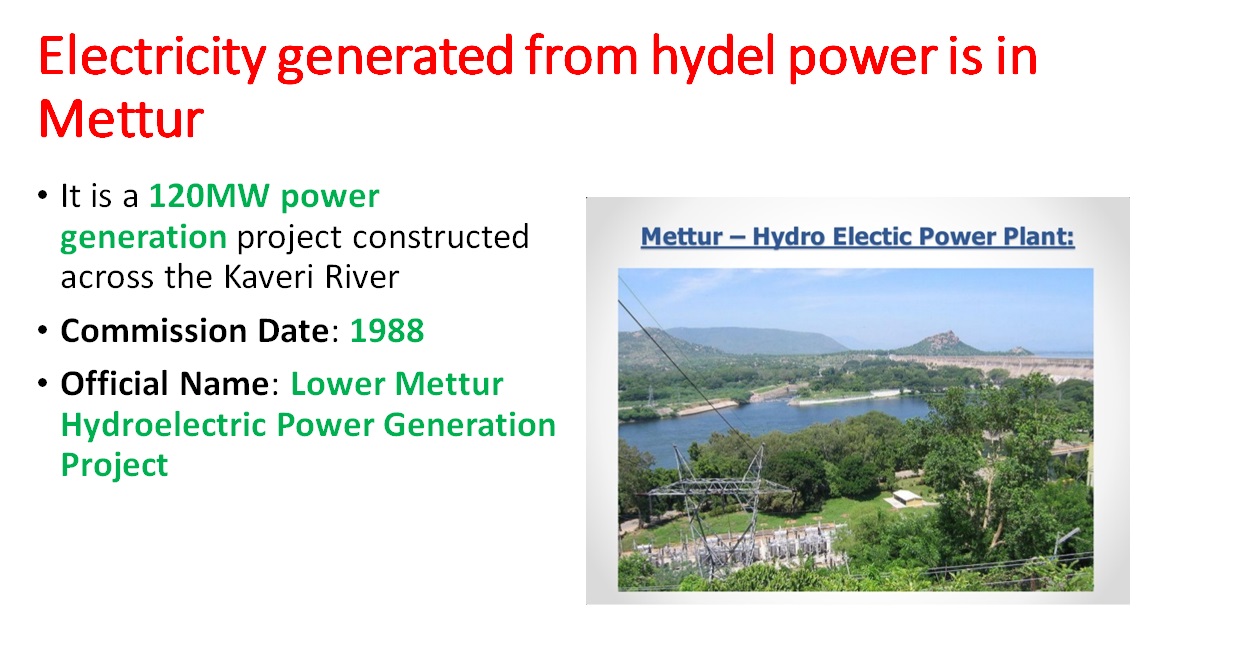 Electricity generated from hydel power is in
Mettur
• It is a 120MW power
generation project constructed
across the Kaveri River
• Commission Date: 1988
• Official Name: Lower Mettur
Hydroelectric Power Generation
Project
Mettur – Hydro Electic Power Plant: